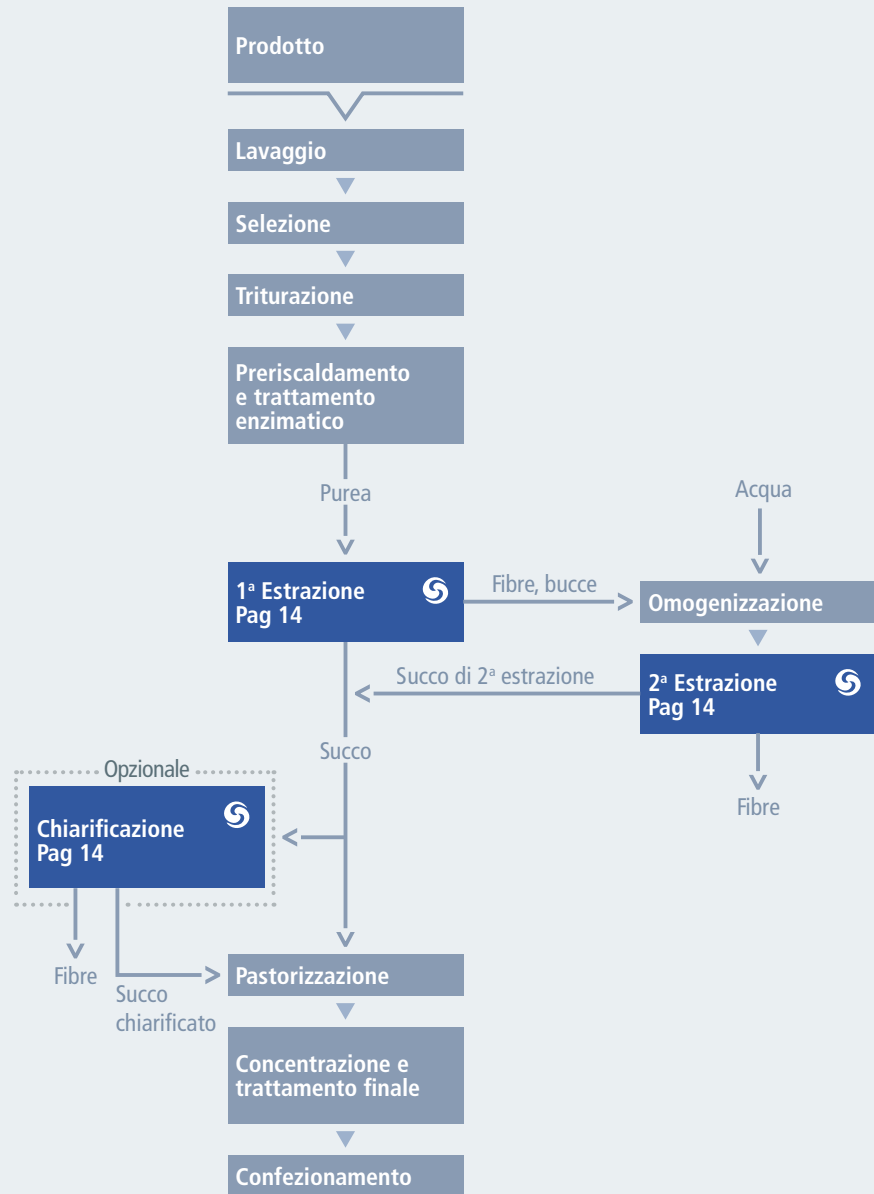 Prodotto
Lavaggio
Selezione
Triturazione
Preriscaldamento
e trattamento
enzimatico
Purea
Acqua
1ª Estrazione
Pag 14
Fibre, bucce
Omogenizzazione
Succo di 2ª estrazione
2ª Estrazione
Pag 14
Succo
Fibre
Opzionale
Chiarificazione
Pag 14
Fibre
Succo
chiarificato
Pastorizzazione
Concentrazione e
trattamento finale
Confezionamento